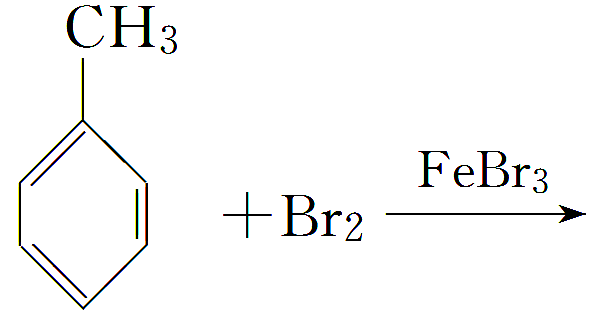 CH₃
+Br₂
FeBr₃